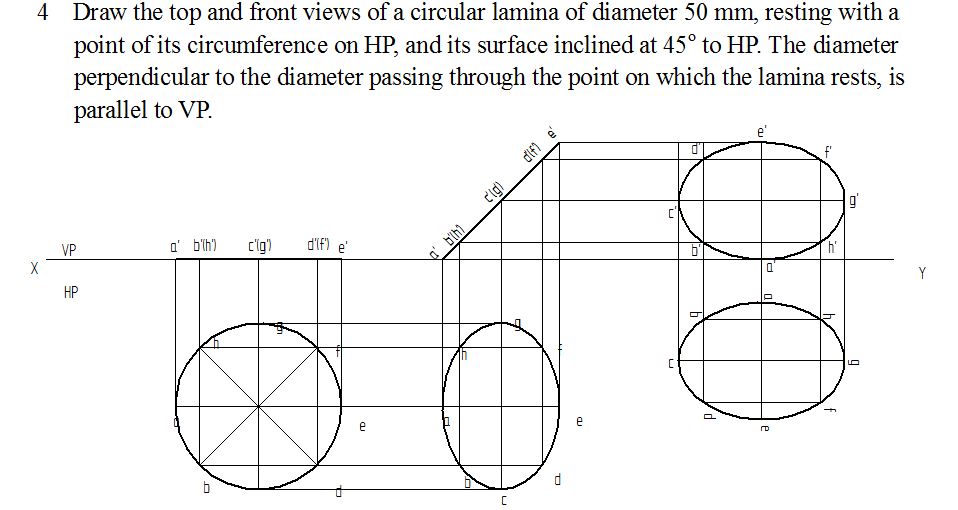 4 Draw the top and front views of a circular lamina of diameter 50 mm, resting with a
point of its circumference on HP, and its surface inclined at 45° to HP. The diameter
perpendicular to the diameter passing through the point on which the lamina rests, is
parallel to VP.
e'
d'(f') e'
d' f'
c'(g')
g'
c'
a' b'(h')
VP a' b'(h') c'(g') d'(f') e'
b' h'
X a' Y
HP
a
b h
g g
h f h f
c g
a e a e
d f
e
b d b d
c